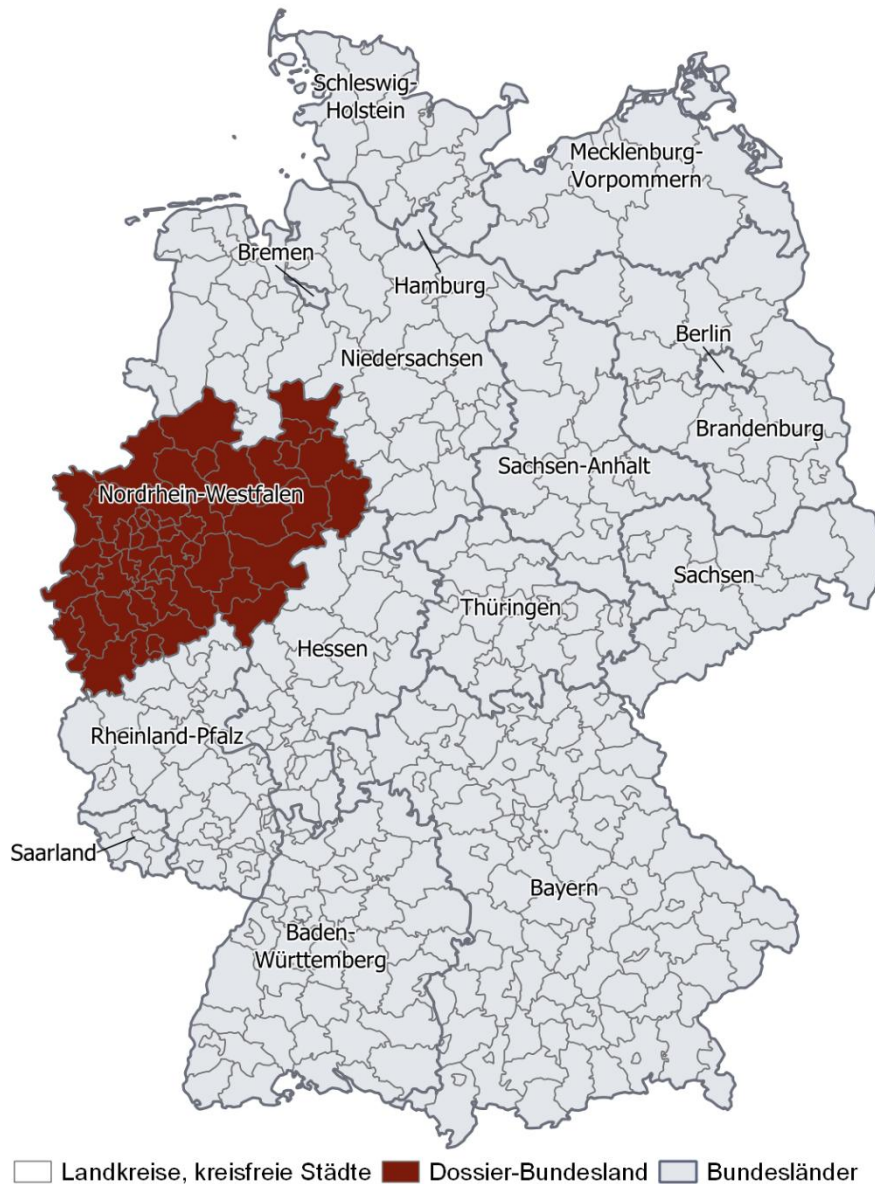 Schleswig-
Holstein
Mecklenburg-
Vorpommern
Bremen
Hamburg
Niedersachsen
Berlin
Brandenburg
Sachsen-Anhalt
Nordrhein-Westfalen
Sachsen
Thüringen
Hessen
Rheinland-Pfalz
Saarland
Bayern
Baden-
Württemberg
Landkreise, kreisfreie Städte
Dossier-Bundesland
Bundesländer